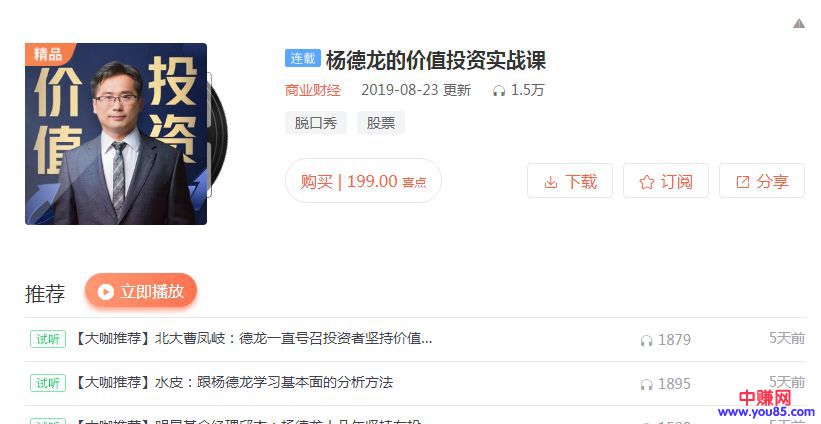 精品
价值
投资
连载 杨德龙的价值投资实战课
商业财经 2019-08-23 更新 1.5万
脱口秀 股票
购买 | 199.00 喜点
下载 订阅 分享
推荐 立即播放
试听 【大咖推荐】北大曹凤岐：德龙一直号召投资者坚持价值... 1879 5天前
试听 【大咖推荐】水皮：跟杨德龙学习基本面的分析方法 1895 5天前
中赚网
www.you85.com